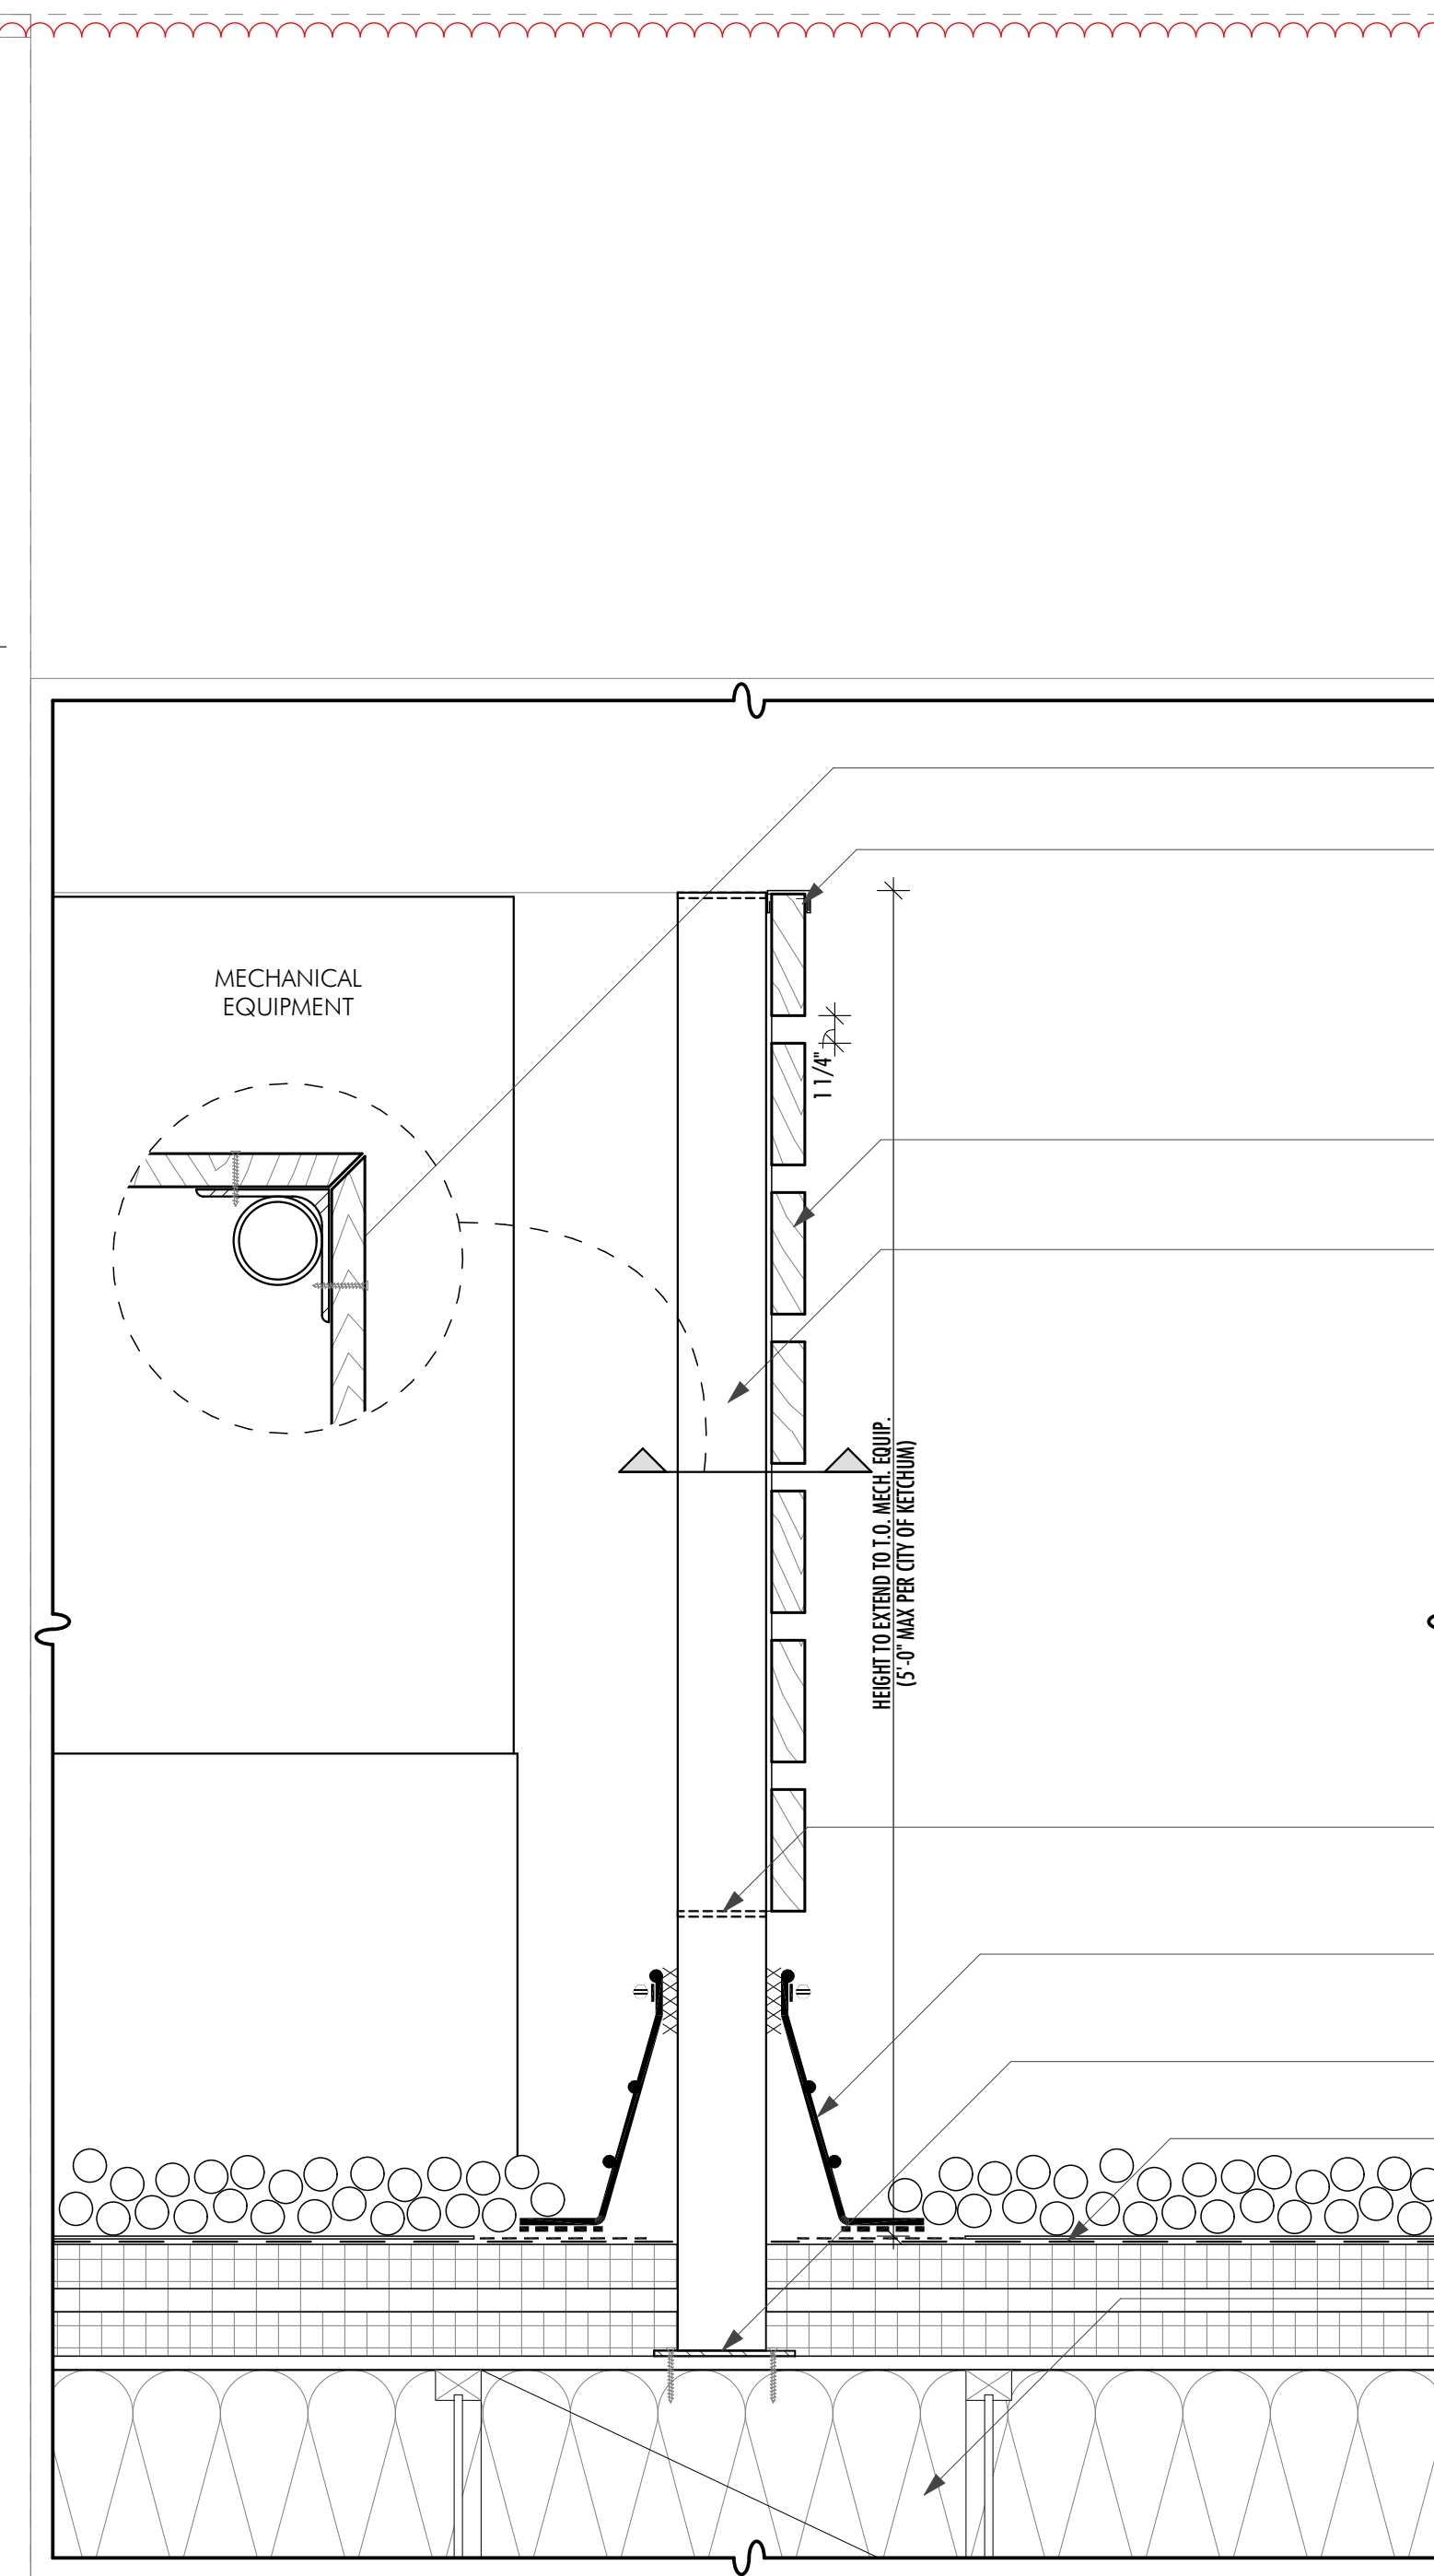 MECHANICAL
EQUIPMENT
1 1/4"
HEIGHT TO EXTEND TO T.O. MECH. EQUIP.
(5'-0" MAX PER CITY OF KETCHUM)